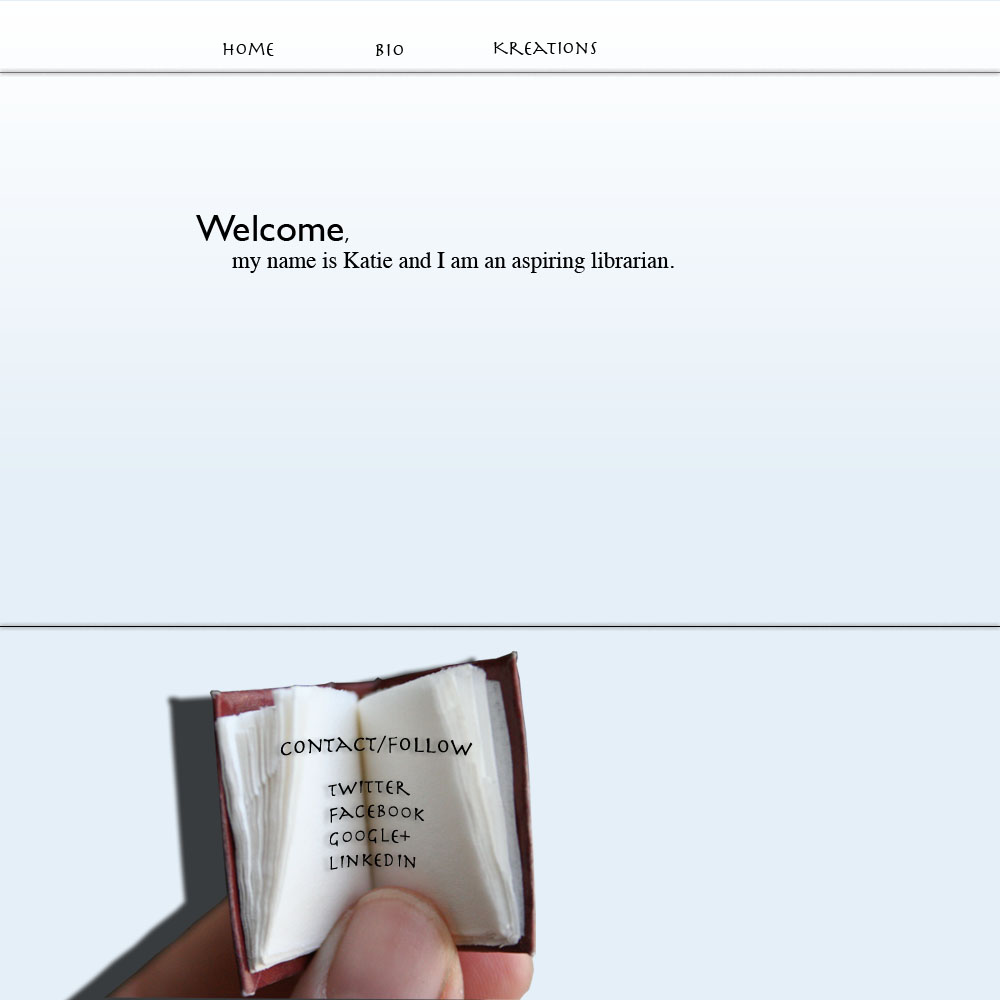 HOME BIO KREATIONS
Welcome,
my name is Katie and I am an aspiring librarian.
CONTACT/FOLLOW
TWITTER
FACEBOOK
GOOGLE+
LINKEDIN